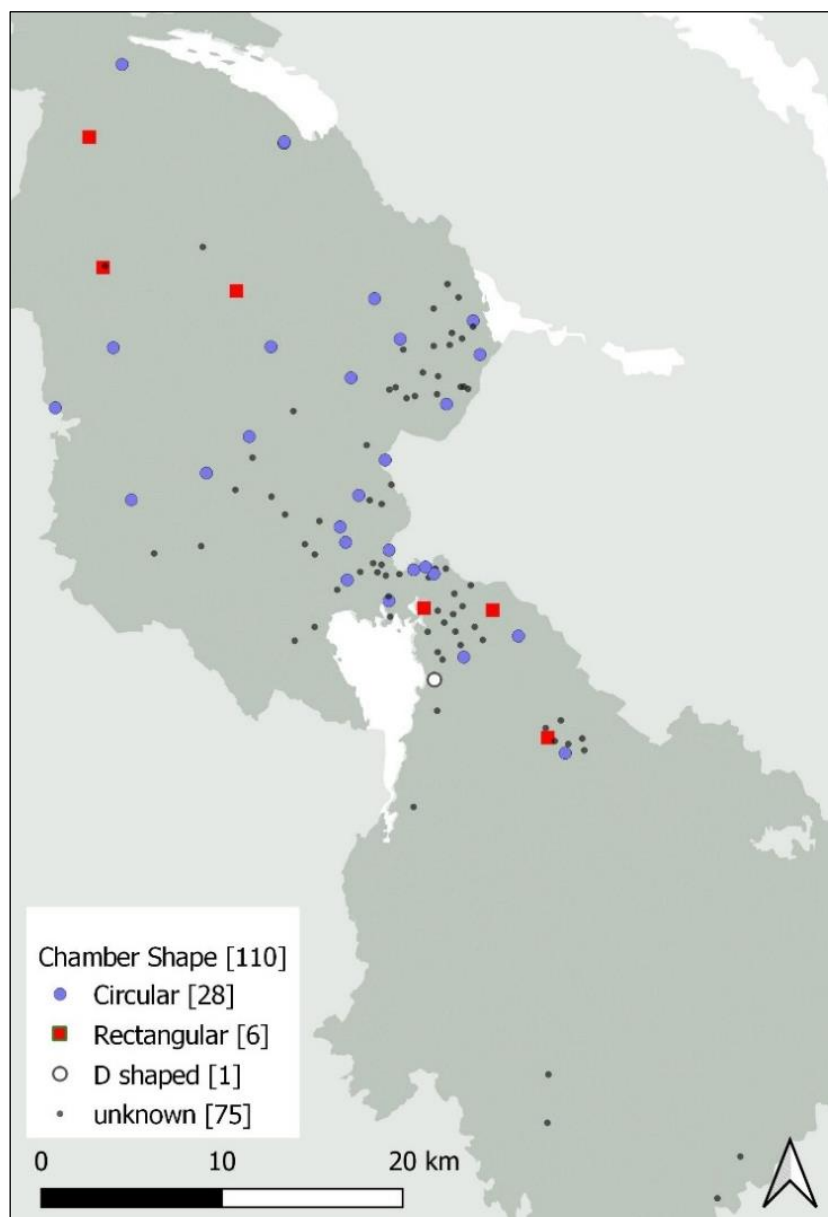 Chamber Shape [110]
Circular [28]
Rectangular [6]
D shaped [1]
unknown [75]
0 10 20 km